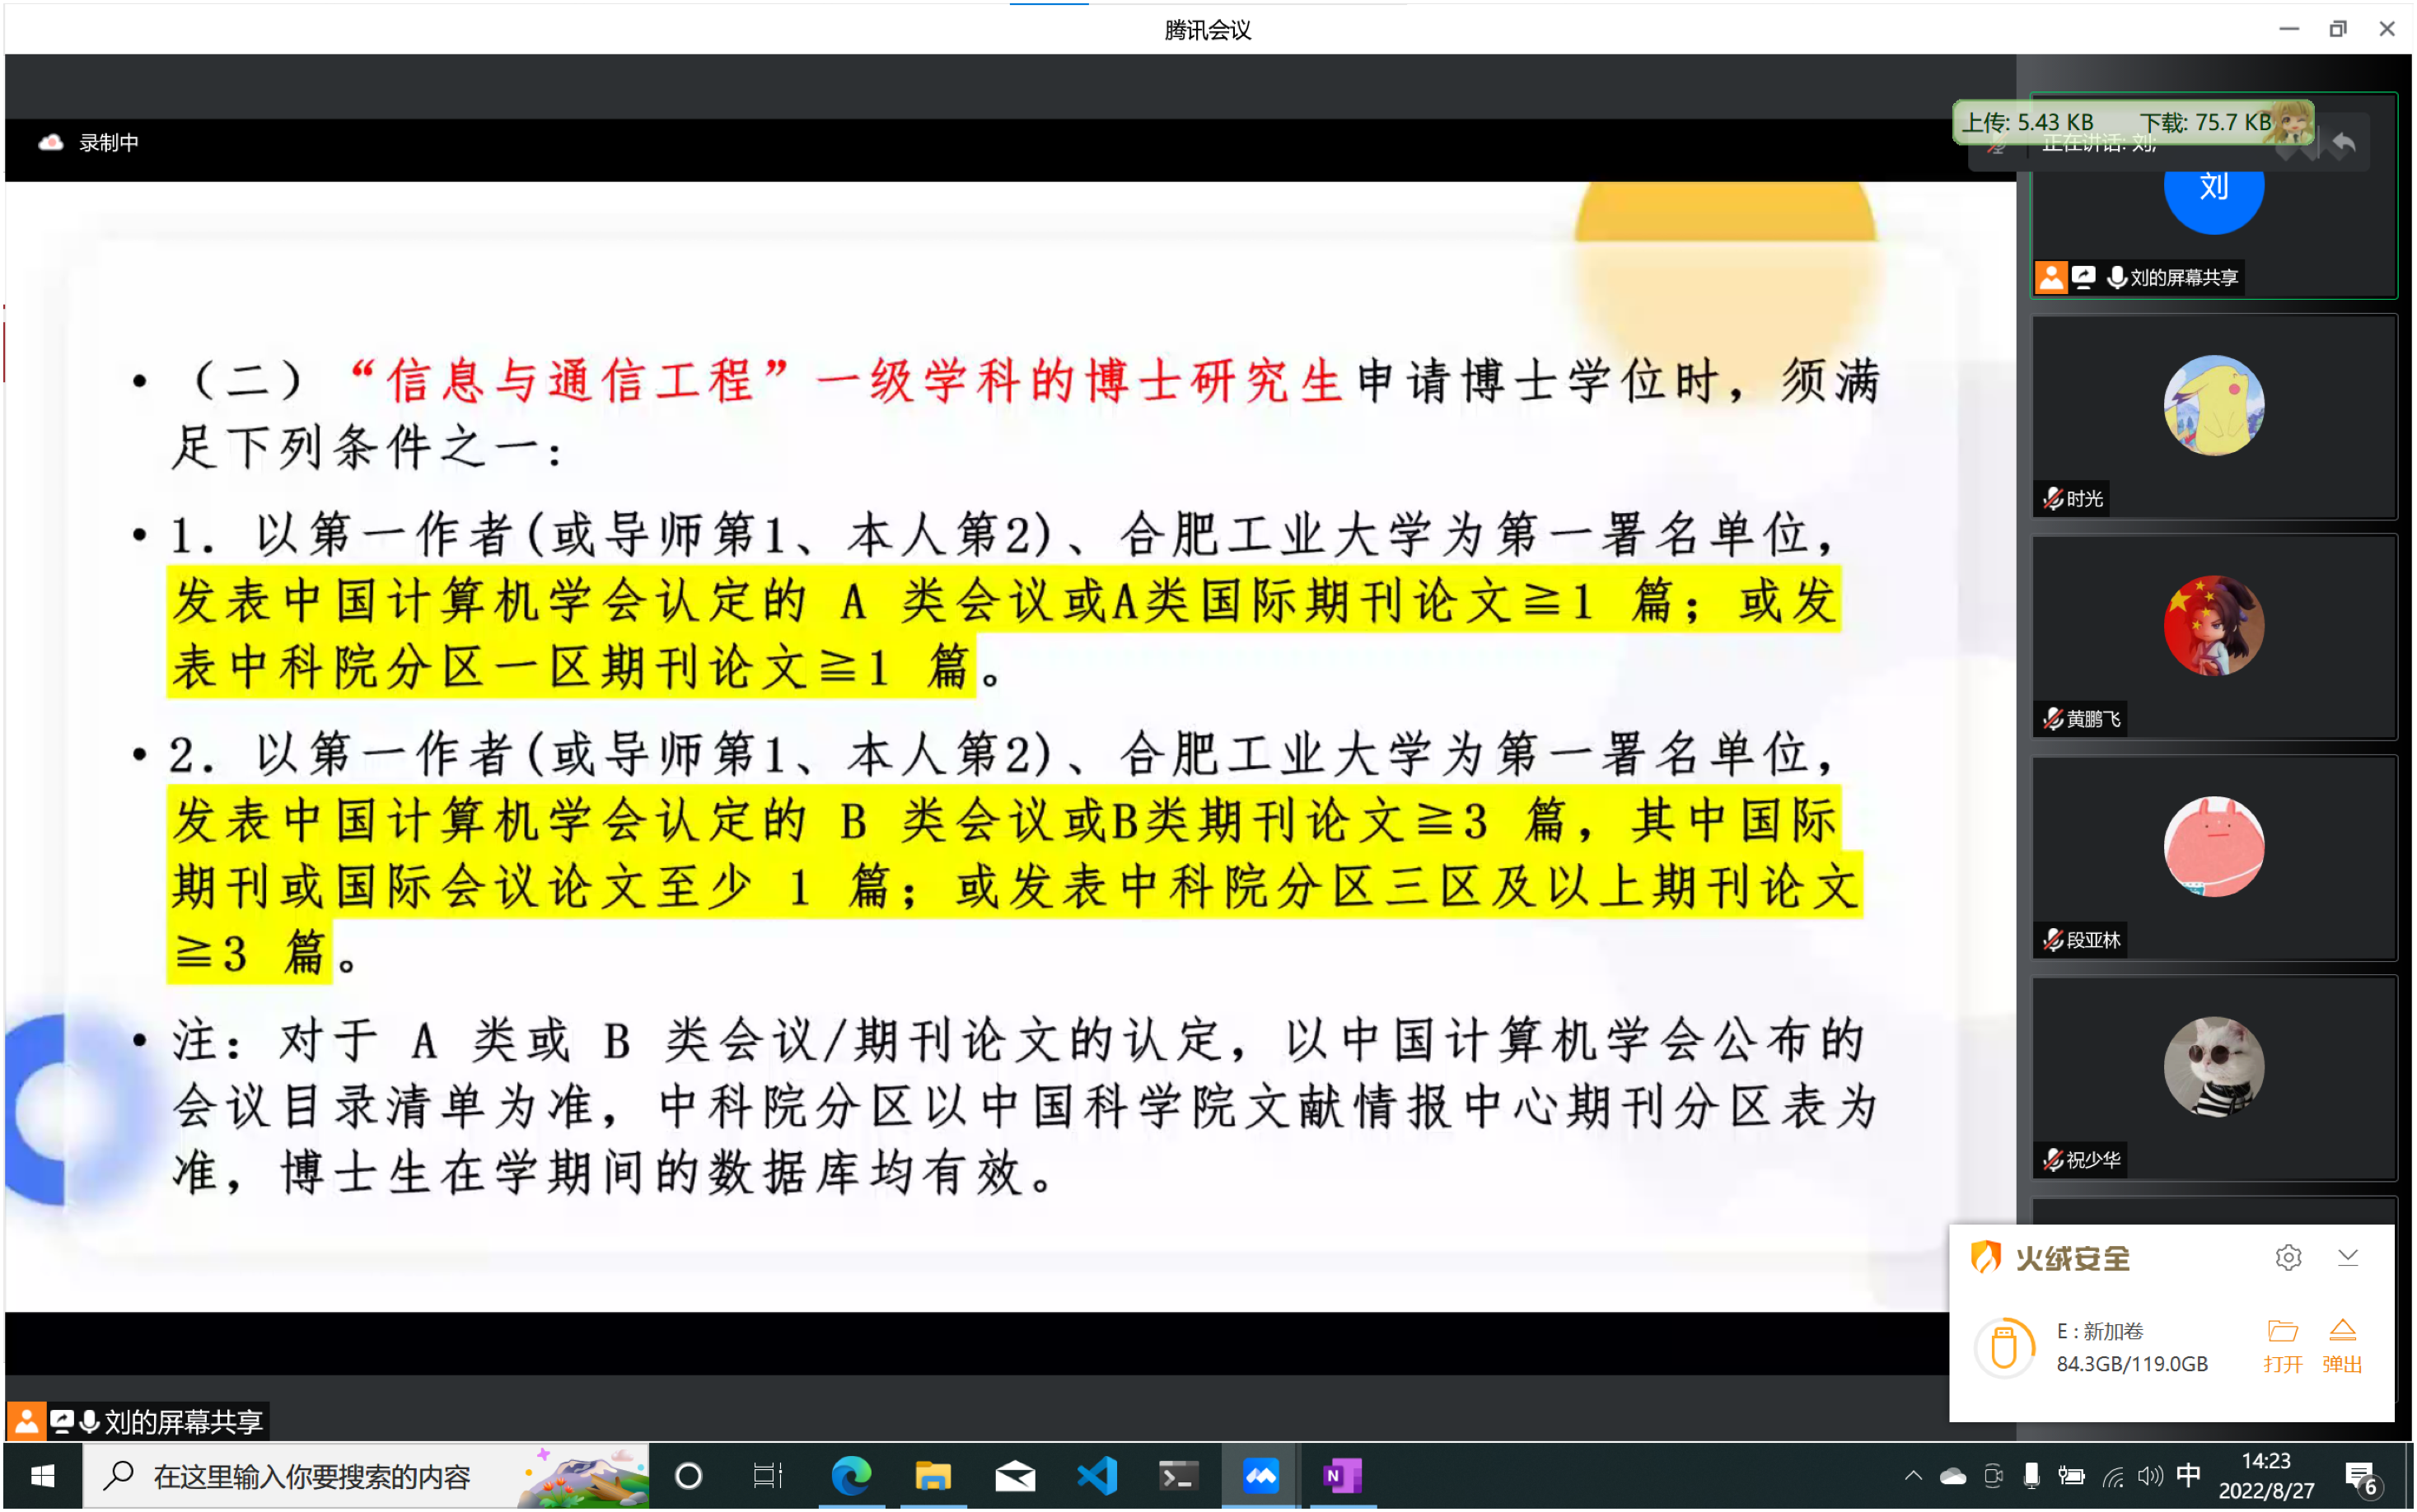 腾讯会议
录制中
上传: 5.43 KB 下载: 75.7 KB
正在讲话: 刘;
刘
刘的屏幕共享
时光
黄鹏飞
段亚林
祝少华
• （二）“信息与通信工程”一级学科的博士研究生申请博士学位时，须满
足下列条件之一：
• 1. 以第一作者(或导师第1、本人第2)、合肥工业大学为第一署名单位，
发表中国计算机学会认定的 A 类会议或A类国际期刊论文≧1 篇；或发
表中科院分区一区期刊论文≧1 篇。
• 2. 以第一作者(或导师第1、本人第2)、合肥工业大学为第一署名单位，
发表中国计算机学会认定的 B 类会议或B类期刊论文≧3 篇，其中国际
期刊或国际会议论文至少 1 篇；或发表中科院分区三区及以上期刊论文
≧3 篇。
• 注：对于 A 类或 B 类会议/期刊论文的认定，以中国计算机学会公布的
会议目录清单为准，中科院分区以中国科学院文献情报中心期刊分区表为
准，博士生在学期间的数据库均有效。
火绒安全
E : 新加卷
84.3GB/119.0GB
打开 弹出
刘的屏幕共享
在这里输入你要搜索的内容
N
中
14:23
2022/8/27
6